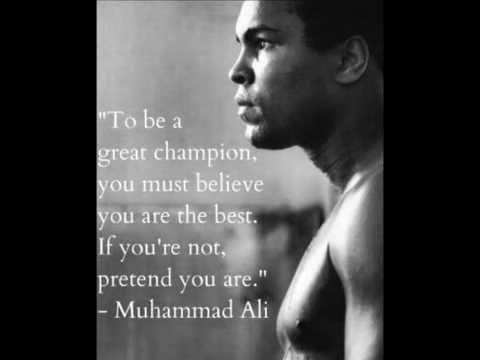 "To be a
great champion,
you must believe
you are the best.
If you're not,
pretend you are."
- Muhammad Ali